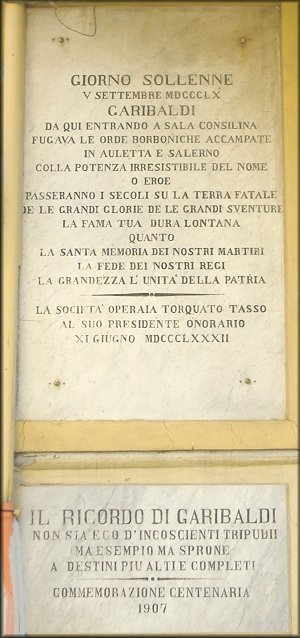 GIORNO SOLLENNE
V SETTEMBRE MDCCCLX
GARIBALDI
DA QUI ENTRANDO A SALA CONSILINA
FUGAVA LE ORDE BORBONICHE ACCAMPATE
IN AULETTA E SALERNO
COLLA POTENZA IRRESISTIBILE DEL NOME
O EROE
PASSERANNO I SECOLI SU LA TERRA FATALE
DE LE GRANDI GLORIE DE LE GRANDI SVENTURE
LA FAMA TUA DURA LONTANA
QUANTO
LA SANTA MEMORIA DEI NOSTRI MARTIRI
LA FEDE DEI NOSTRI REGI
LA GRANDEZZA L'UNITA' DELLA PATRIA
LA SOCIETA' OPERAIA TORQUATO TASSO
AL SUO PRESIDENTE ONORARIO
XI GIUGNO MDCCCLXXXII
IL RICORDO DI GARIBALDI
NON SIA ECO D'INCOSCIENTI TRIPUDII
MA ESEMPIO MA SPRONE
A DESTINI PIU ALTI E COMPLETI
COMMEMORAZIONE CENTENARIA
1907